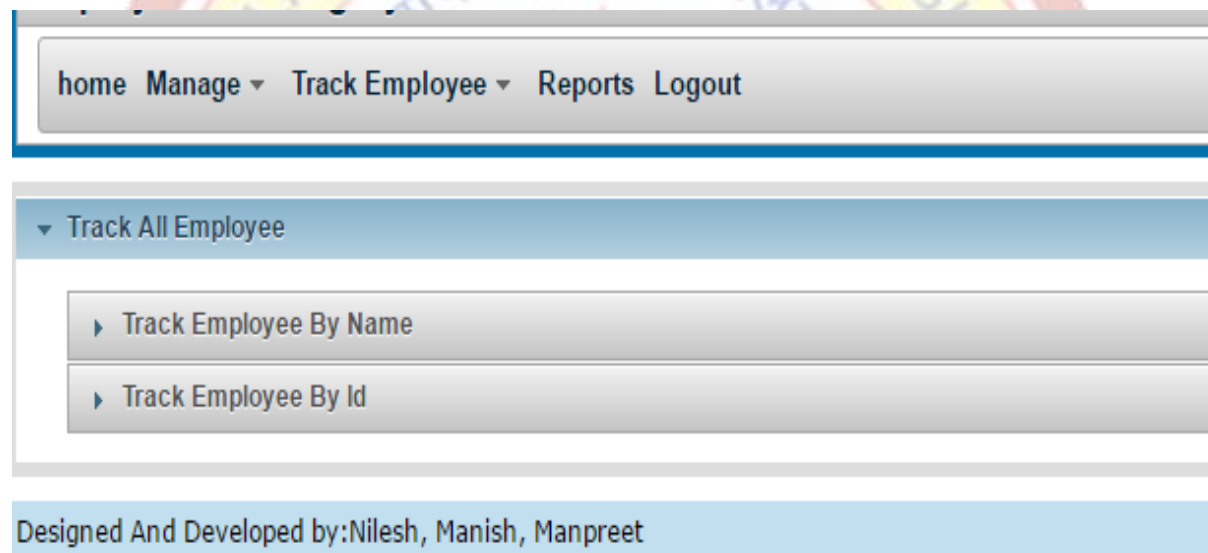 home Manage Track Employee Reports Logout
Track All Employee
Track Employee By Name
Track Employee By Id
Designed And Developed by:Nilesh, Manish, Manpreet